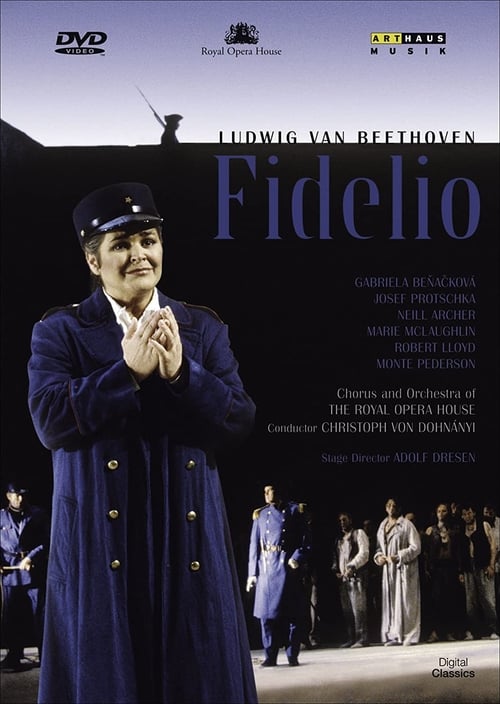 DVD
VIDEO
Royal Opera House
ARTHAUS
MUSIK
LUDWIG VAN BEETHOVEN
Fidelio
GABRIELA BEŇAČKOVÁ
JOSEF PROTSCHKA
NEILL ARCHER
MARIE MCLAUGHLIN
ROBERT LLOYD
MONTE PEDERSON
Chorus and Orchestra of
THE ROYAL OPERA HOUSE
Conductor CHRISTOPH VON DOHNÁNYI
Stage Director ADOLF DRESEN
Digital
Classics